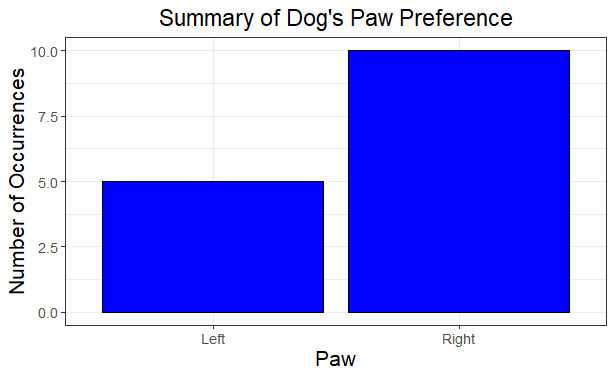 Summary of Dog's Paw Preference
Number of Occurrences
10.0
7.5
5.0
2.5
0.0
Left
Right
Paw